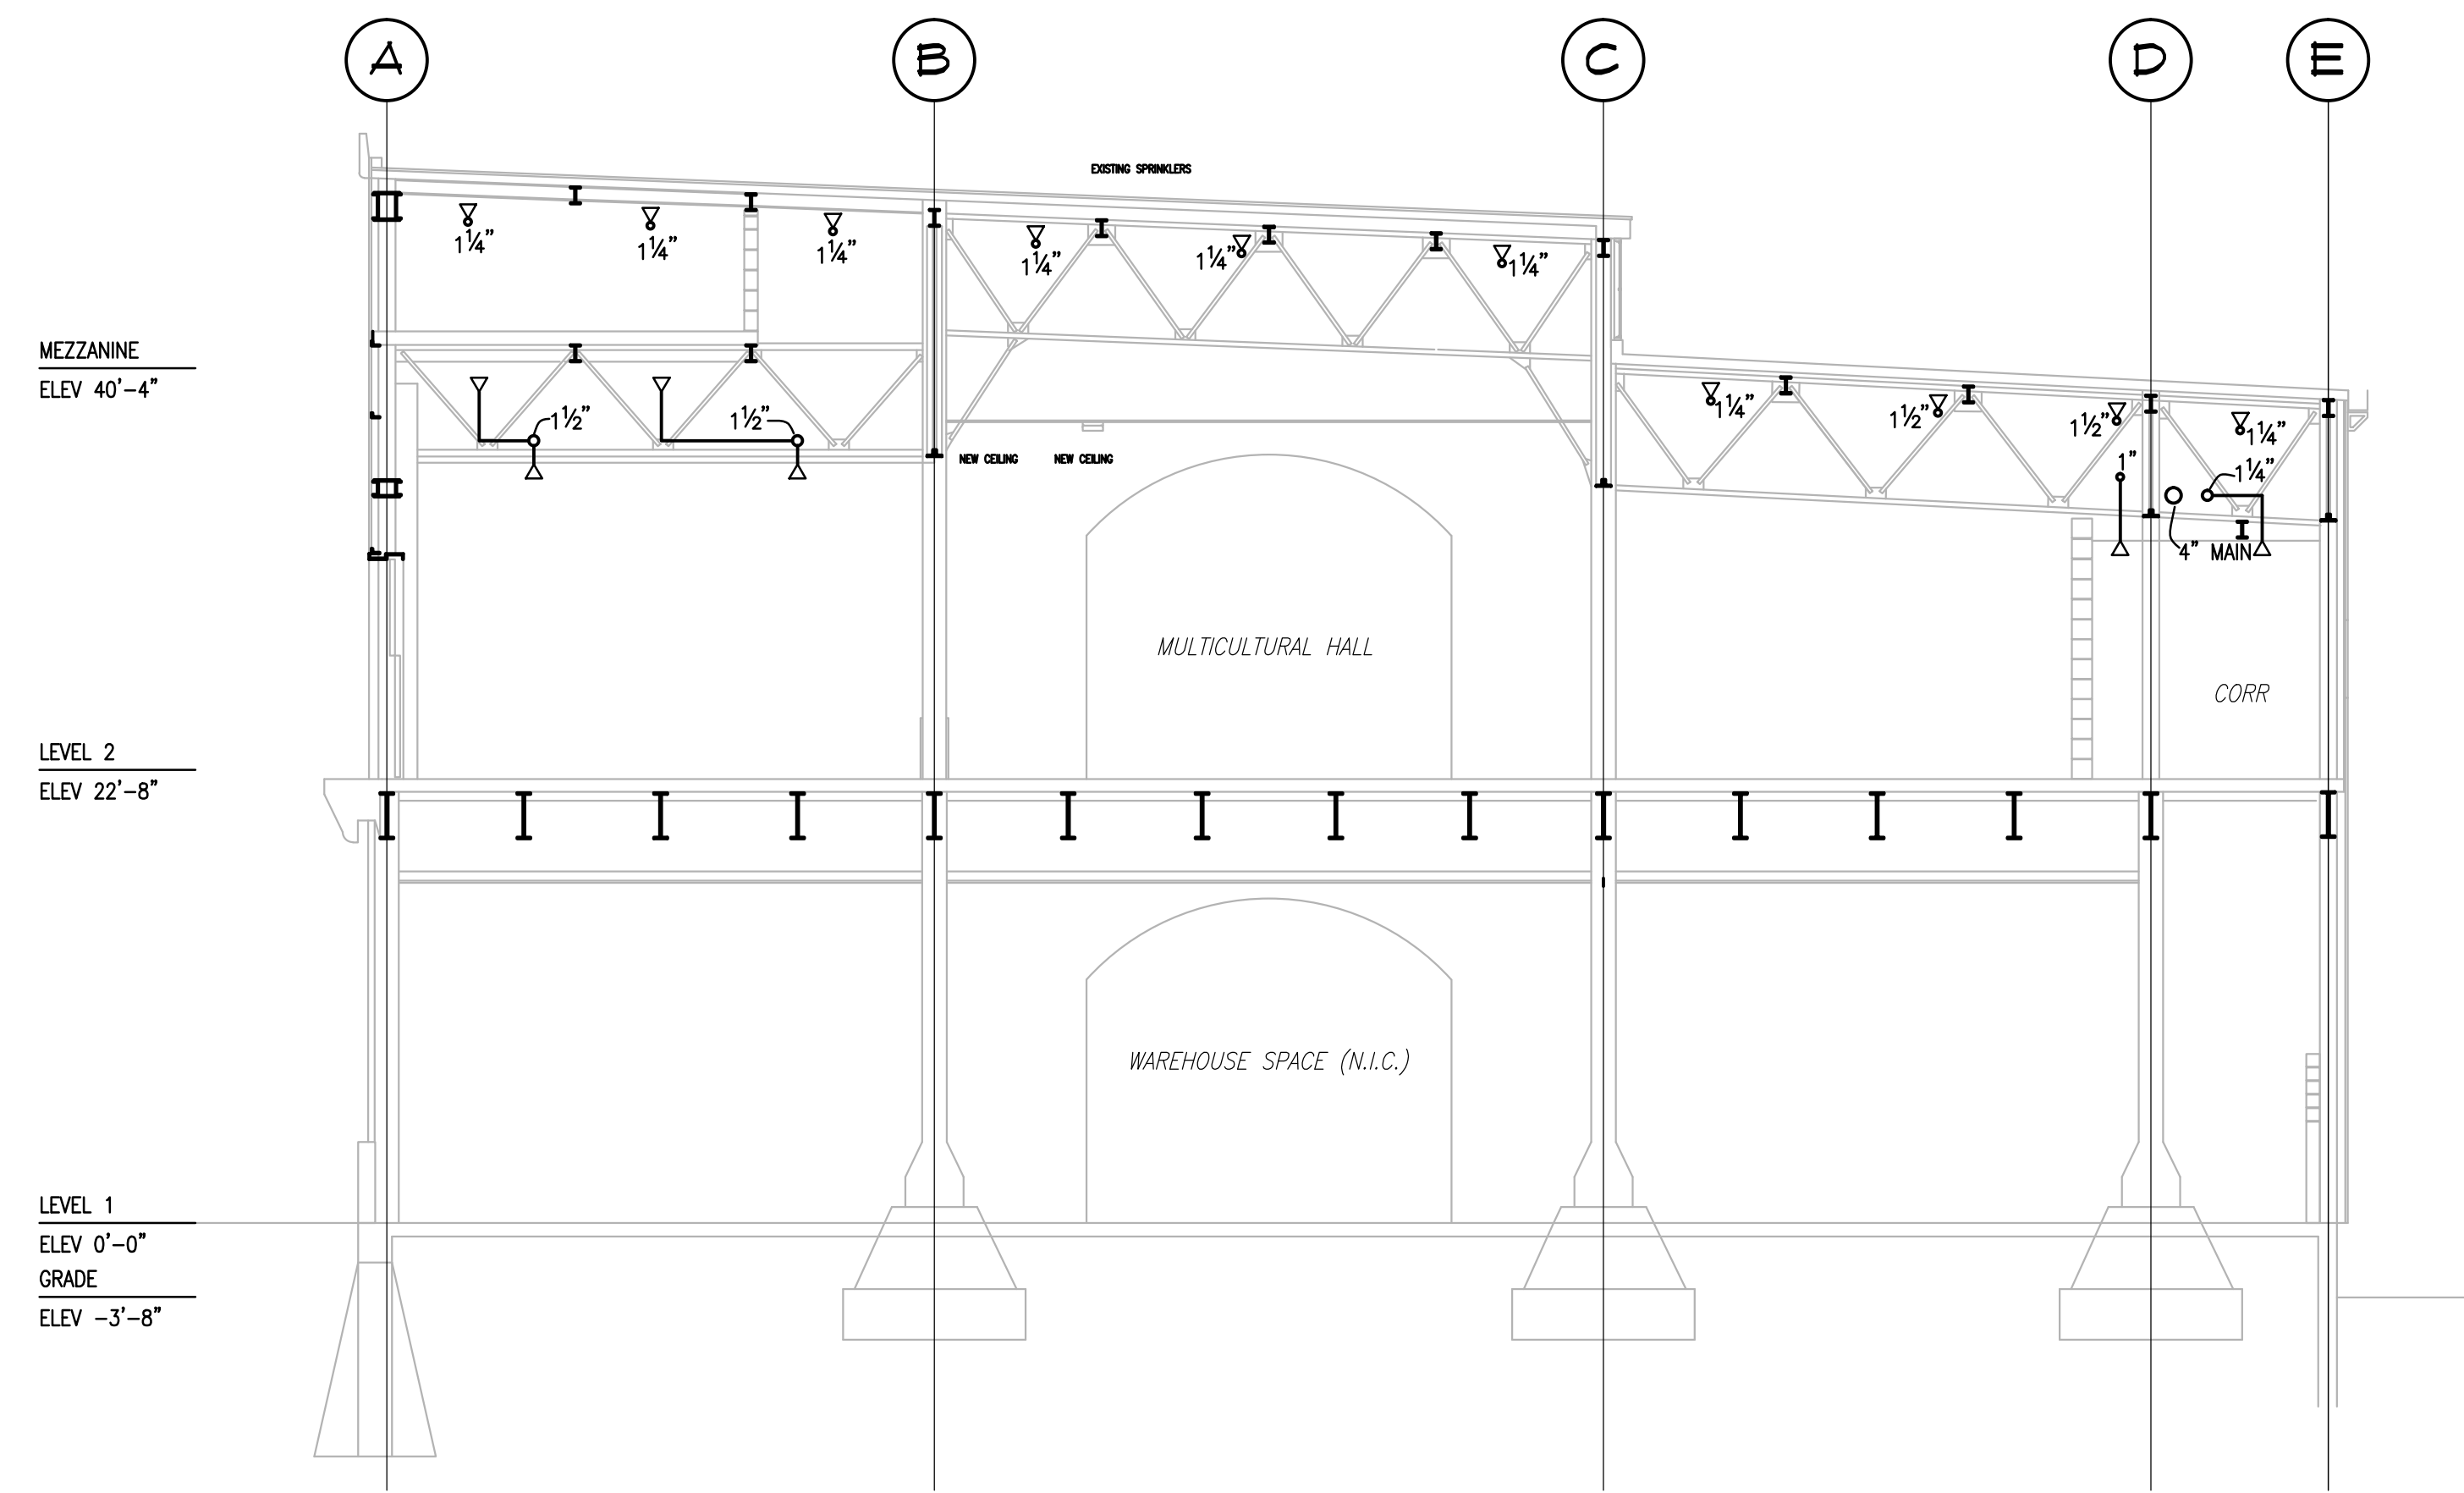 A B C D E
EXISTING SPRINKLERS
1¼" 1¼" 1¼" 1¼" 1¼" 1¼"
MEZZANINE
ELEV 40'-4"
1½" 1½" 1¼" 1½" 1½" 1¼"
NEW CEILING NEW CEILING 1" 1¼"
4" MAIN
MULTICULTURAL HALL
CORR
LEVEL 2
ELEV 22'-8"
WAREHOUSE SPACE (N.I.C.)
LEVEL 1
ELEV 0'-0"
GRADE
ELEV -3'-8"